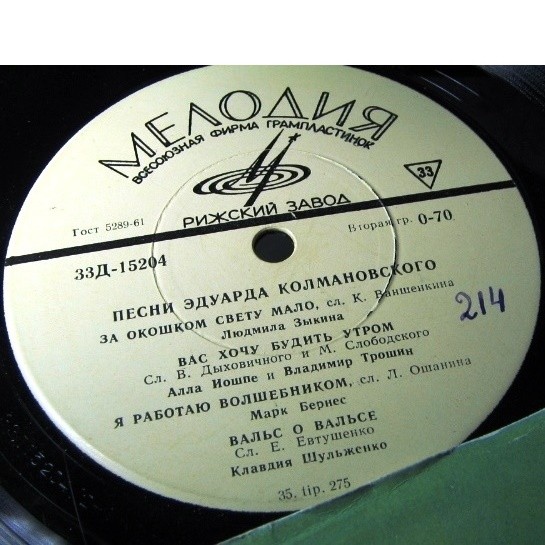 МЕЛОДИЯ
ВСЕСОЮЗНАЯ ФИРМА ГРАМПЛАСТИНОК
33
РИЖСКИЙ ЗАВОД
Гост 5289-61
Вторая гр. 0-70
33Д-15204
ПЕСНИ ЭДУАРДА КОЛМАНОВСКОГО
ЗА ОКОШКОМ СВЕТУ МАЛО, сл. К. Ваншенкина
Людмила Зыкина
ВАС ХОЧУ БУДИТЬ УТРОМ
Сл. В. Дыховичного и М. Слободского
Алла Иошпе и Владимир Трошин
Я РАБОТАЮ ВОЛШЕБНИКОМ, сл. Л. Ошанина
Марк Бернес
ВАЛЬС О ВАЛЬСЕ
Сл. Е. Евтушенко
Клавдия Шульженко
35, tip. 275
214